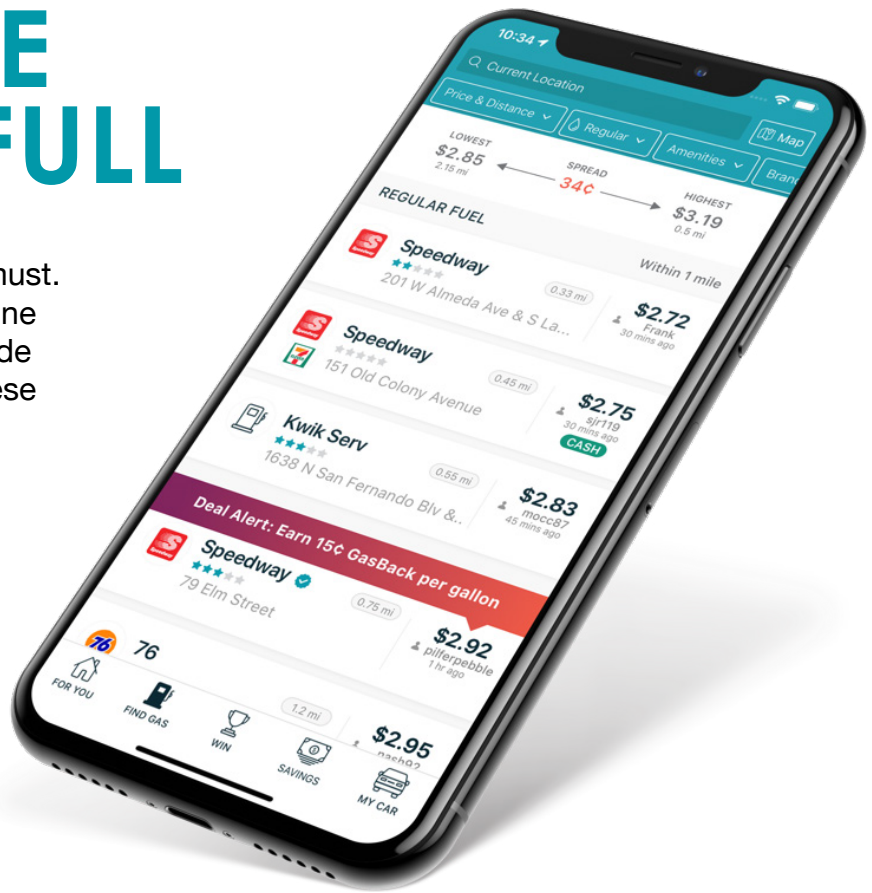 E
FULL
must.
ne
de
ese
10:34
Current Location
Map
Price & Distance
Regular
Amenities
Bran
LOWEST
$2.85
2.15 mi
SPREAD
34¢
HIGHEST
$3.19
0.5 mi
REGULAR FUEL
Within 1 mile
Speedway
201 W Almeda Ave & S La...
0.33 mi
$2.72
Frank
30 mins ago
Speedway
151 Old Colony Avenue
0.45 mi
$2.75
sjr119
30 mins ago
CASH
Kwik Serv
1638 N San Fernando Blv &..
0.55 mi
$2.83
mocc87
45 mins ago
Deal Alert: Earn 15¢ GasBack per gallon
Speedway
79 Elm Street
0.75 mi
$2.92
pilferpebble
1 hr ago
76
76
1.2 mi
$2.95
nash92
FOR YOU
FIND GAS
WIN
SAVINGS
MY CAR